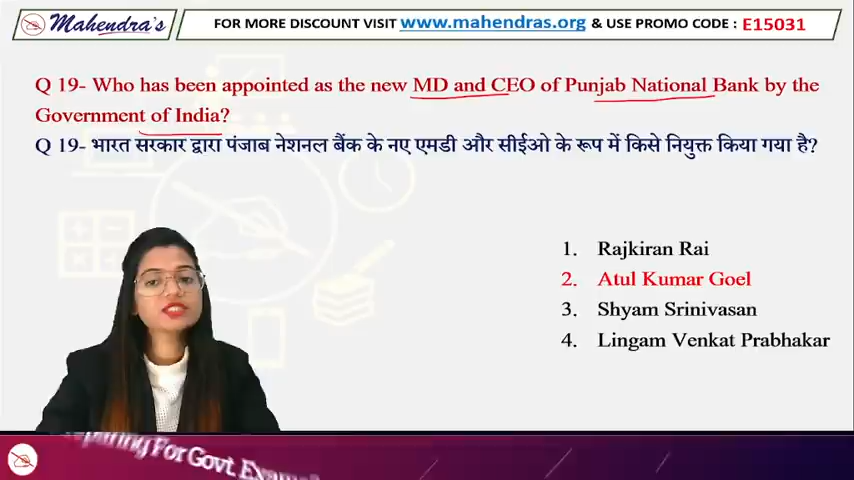 Mahendra's
FOR MORE DISCOUNT VISIT www.mahendras.org & USE PROMO CODE : E15031
Q 19- Who has been appointed as the new MD and CEO of Punjab National Bank by the
Government of India?
Q 19- भारत सरकार द्वारा पंजाब नेशनल बैंक के नए एमडी और सीईओ के रूप में किसे नियुक्त किया गया है?
1. Rajkiran Rai
2. Atul Kumar Goel
3. Shyam Srinivasan
4. Lingam Venkat Prabhakar
For Govt.